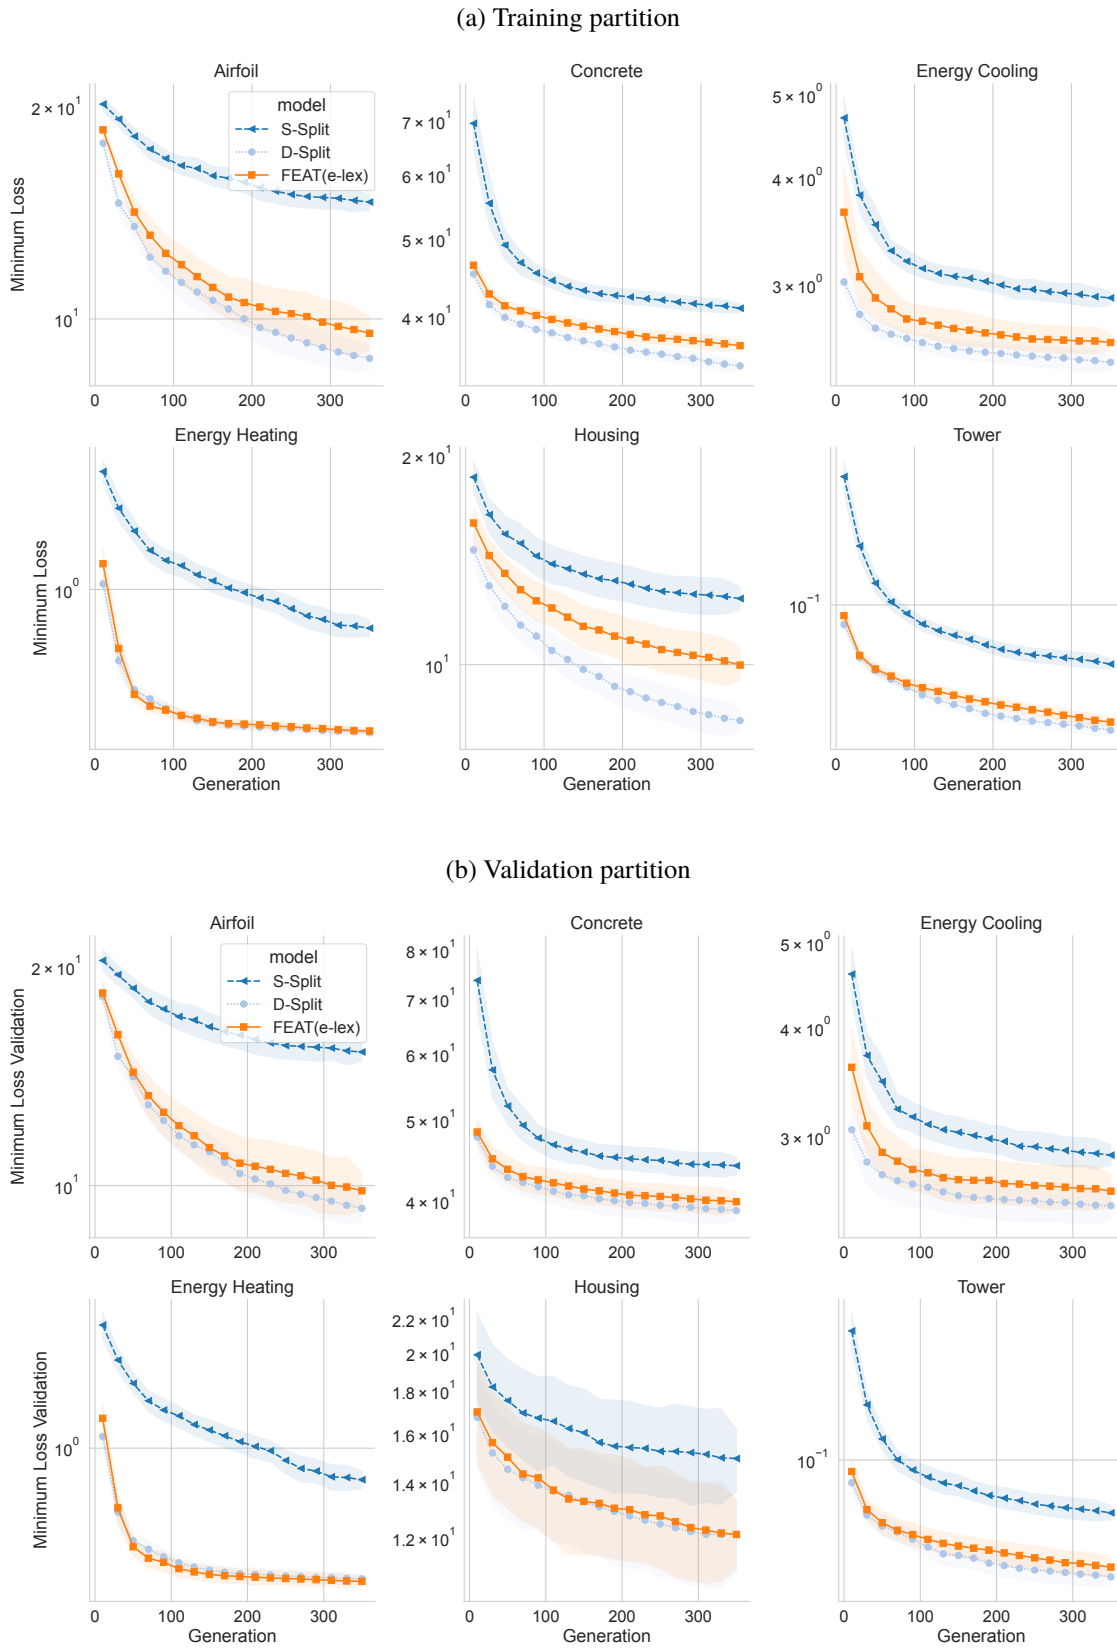 (a) Training partition
Airfoil
Concrete
Energy Cooling
2 × 10¹
10¹
Minimum Loss
model
S-Split
D-Split
FEAT(e-lex)
7 × 10¹
6 × 10¹
5 × 10¹
4 × 10¹
5 × 10⁰
4 × 10⁰
3 × 10⁰
0 100 200 300
0 100 200 300
0 100 200 300
Energy Heating
Housing
Tower
10⁰
Minimum Loss
2 × 10¹
10¹
10⁻¹
0 100 200 300
0 100 200 300
0 100 200 300
Generation
Generation
Generation
(b) Validation partition
Airfoil
Concrete
Energy Cooling
2 × 10¹
10¹
Minimum Loss Validation
model
S-Split
D-Split
FEAT(e-lex)
8 × 10¹
7 × 10¹
6 × 10¹
5 × 10¹
4 × 10¹
5 × 10⁰
4 × 10⁰
3 × 10⁰
0 100 200 300
0 100 200 300
0 100 200 300
Energy Heating
Housing
Tower
10⁰
Minimum Loss Validation
2.2 × 10¹
2 × 10¹
1.8 × 10¹
1.6 × 10¹
1.4 × 10¹
1.2 × 10¹
10⁻¹
0 100 200 300
0 100 200 300
0 100 200 300
Generation
Generation
Generation